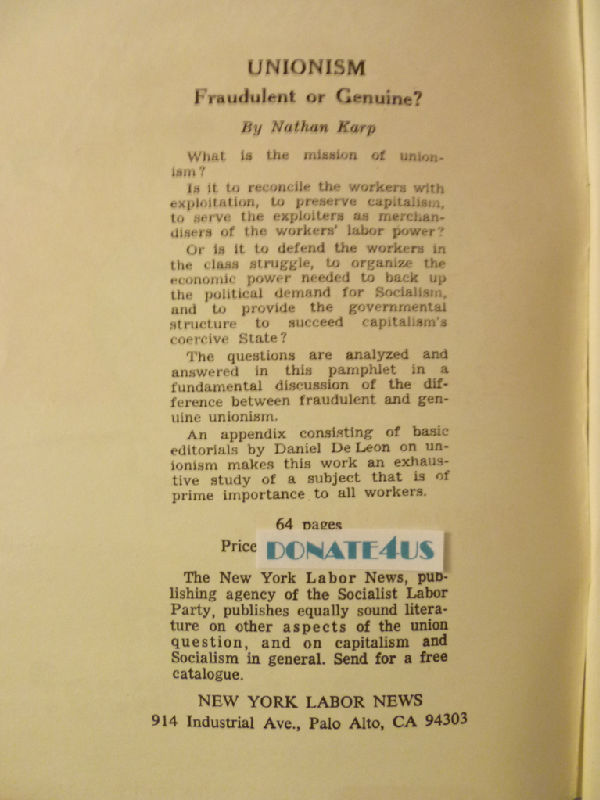 UNIONISM
Fraudulent or Genuine?
By Nathan Karp
What is the mission of union-
ism?
Is it to reconcile the workers with
exploitation, to preserve capitalism,
to serve the exploiters as merchan-
disers of the workers' labor power?
Or is it to defend the workers in
the class struggle, to organize the
economic power needed to back up
the political demand for Socialism,
and to provide the governmental
structure to succeed capitalism's
coercive State?
The questions are analyzed and
answered in this pamphlet in a
fundamental discussion of the dif-
ference between fraudulent and gen-
uine unionism.
An appendix consisting of basic
editorials by Daniel De Leon on un-
ionism makes this work an exhaus-
tive study of a subject that is of
prime importance to all workers.
64 pages
Price DONATE4US
The New York Labor News, pub-
lishing agency of the Socialist Labor
Party, publishes equally sound litera-
ture on other aspects of the union
question, and on capitalism and
Socialism in general. Send for a free
catalogue.
NEW YORK LABOR NEWS
914 Industrial Ave., Palo Alto, CA 94303